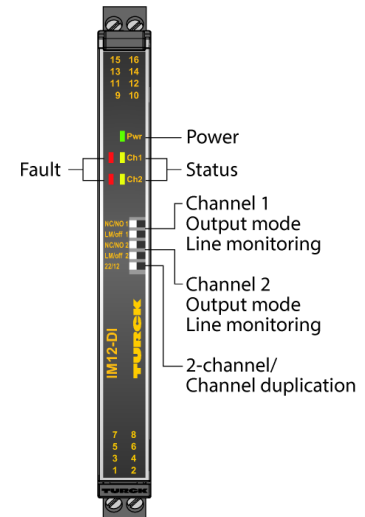 15 16
13 14
11 12
9 10
Pwr
Power
Fault
Ch1
Status
Ch2
NC/NO 1
LM/off 1
NC/NO 2
LM/off 2
22/12
Channel 1
Output mode
Line monitoring
Channel 2
Output mode
Line monitoring
2-channel/
Channel duplication
IM12-DI
TURCK
7 8
5 6
3 4
1 2
TURCK